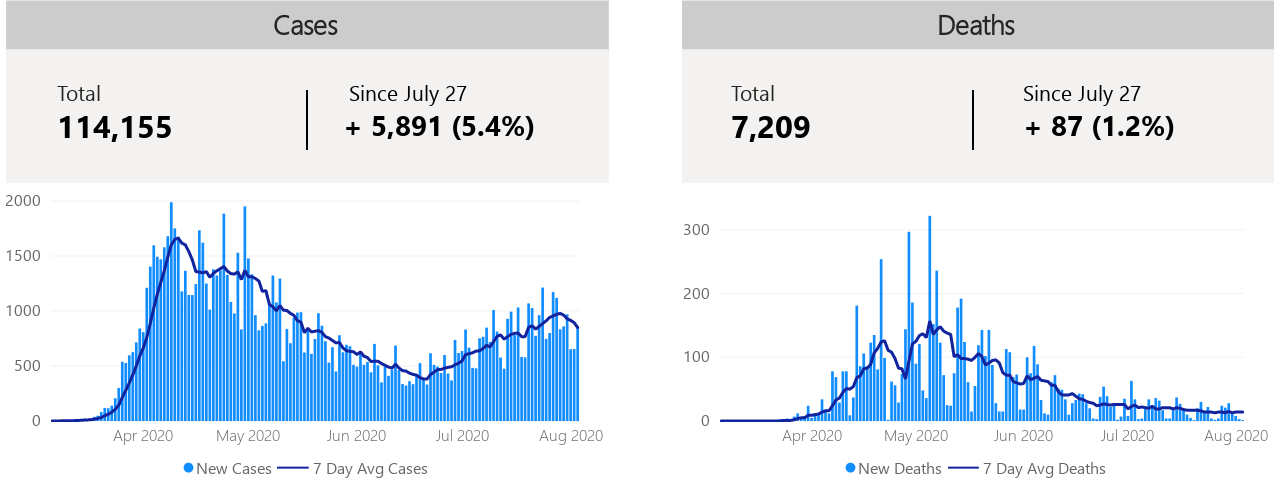 Cases
Total
Since July 27
114,155
+ 5,891 (5.4%)
2000
1500
1000
500
0
Apr 2020 May 2020 Jun 2020 Jul 2020 Aug 2020
New Cases 7 Day Avg Cases
Deaths
Total
Since July 27
7,209
+ 87 (1.2%)
300
200
100
0
Apr 2020 May 2020 Jun 2020 Jul 2020 Aug 2020
New Deaths 7 Day Avg Deaths